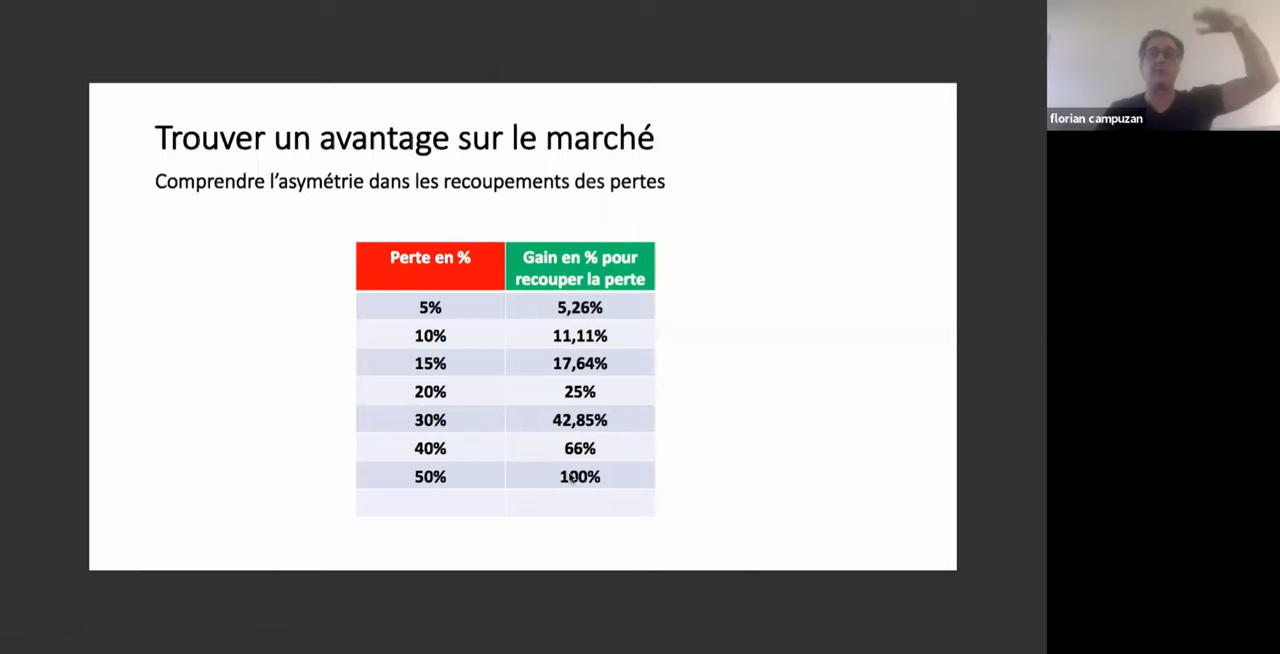 Trouver un avantage sur le marché
Comprendre l’asymétrie dans les recoupements des pertes
Perte en %
Gain en % pour
recouper la perte
5%
5,26%
10%
11,11%
15%
17,64%
20%
25%
30%
42,85%
40%
66%
50%
100%
florian campuzan